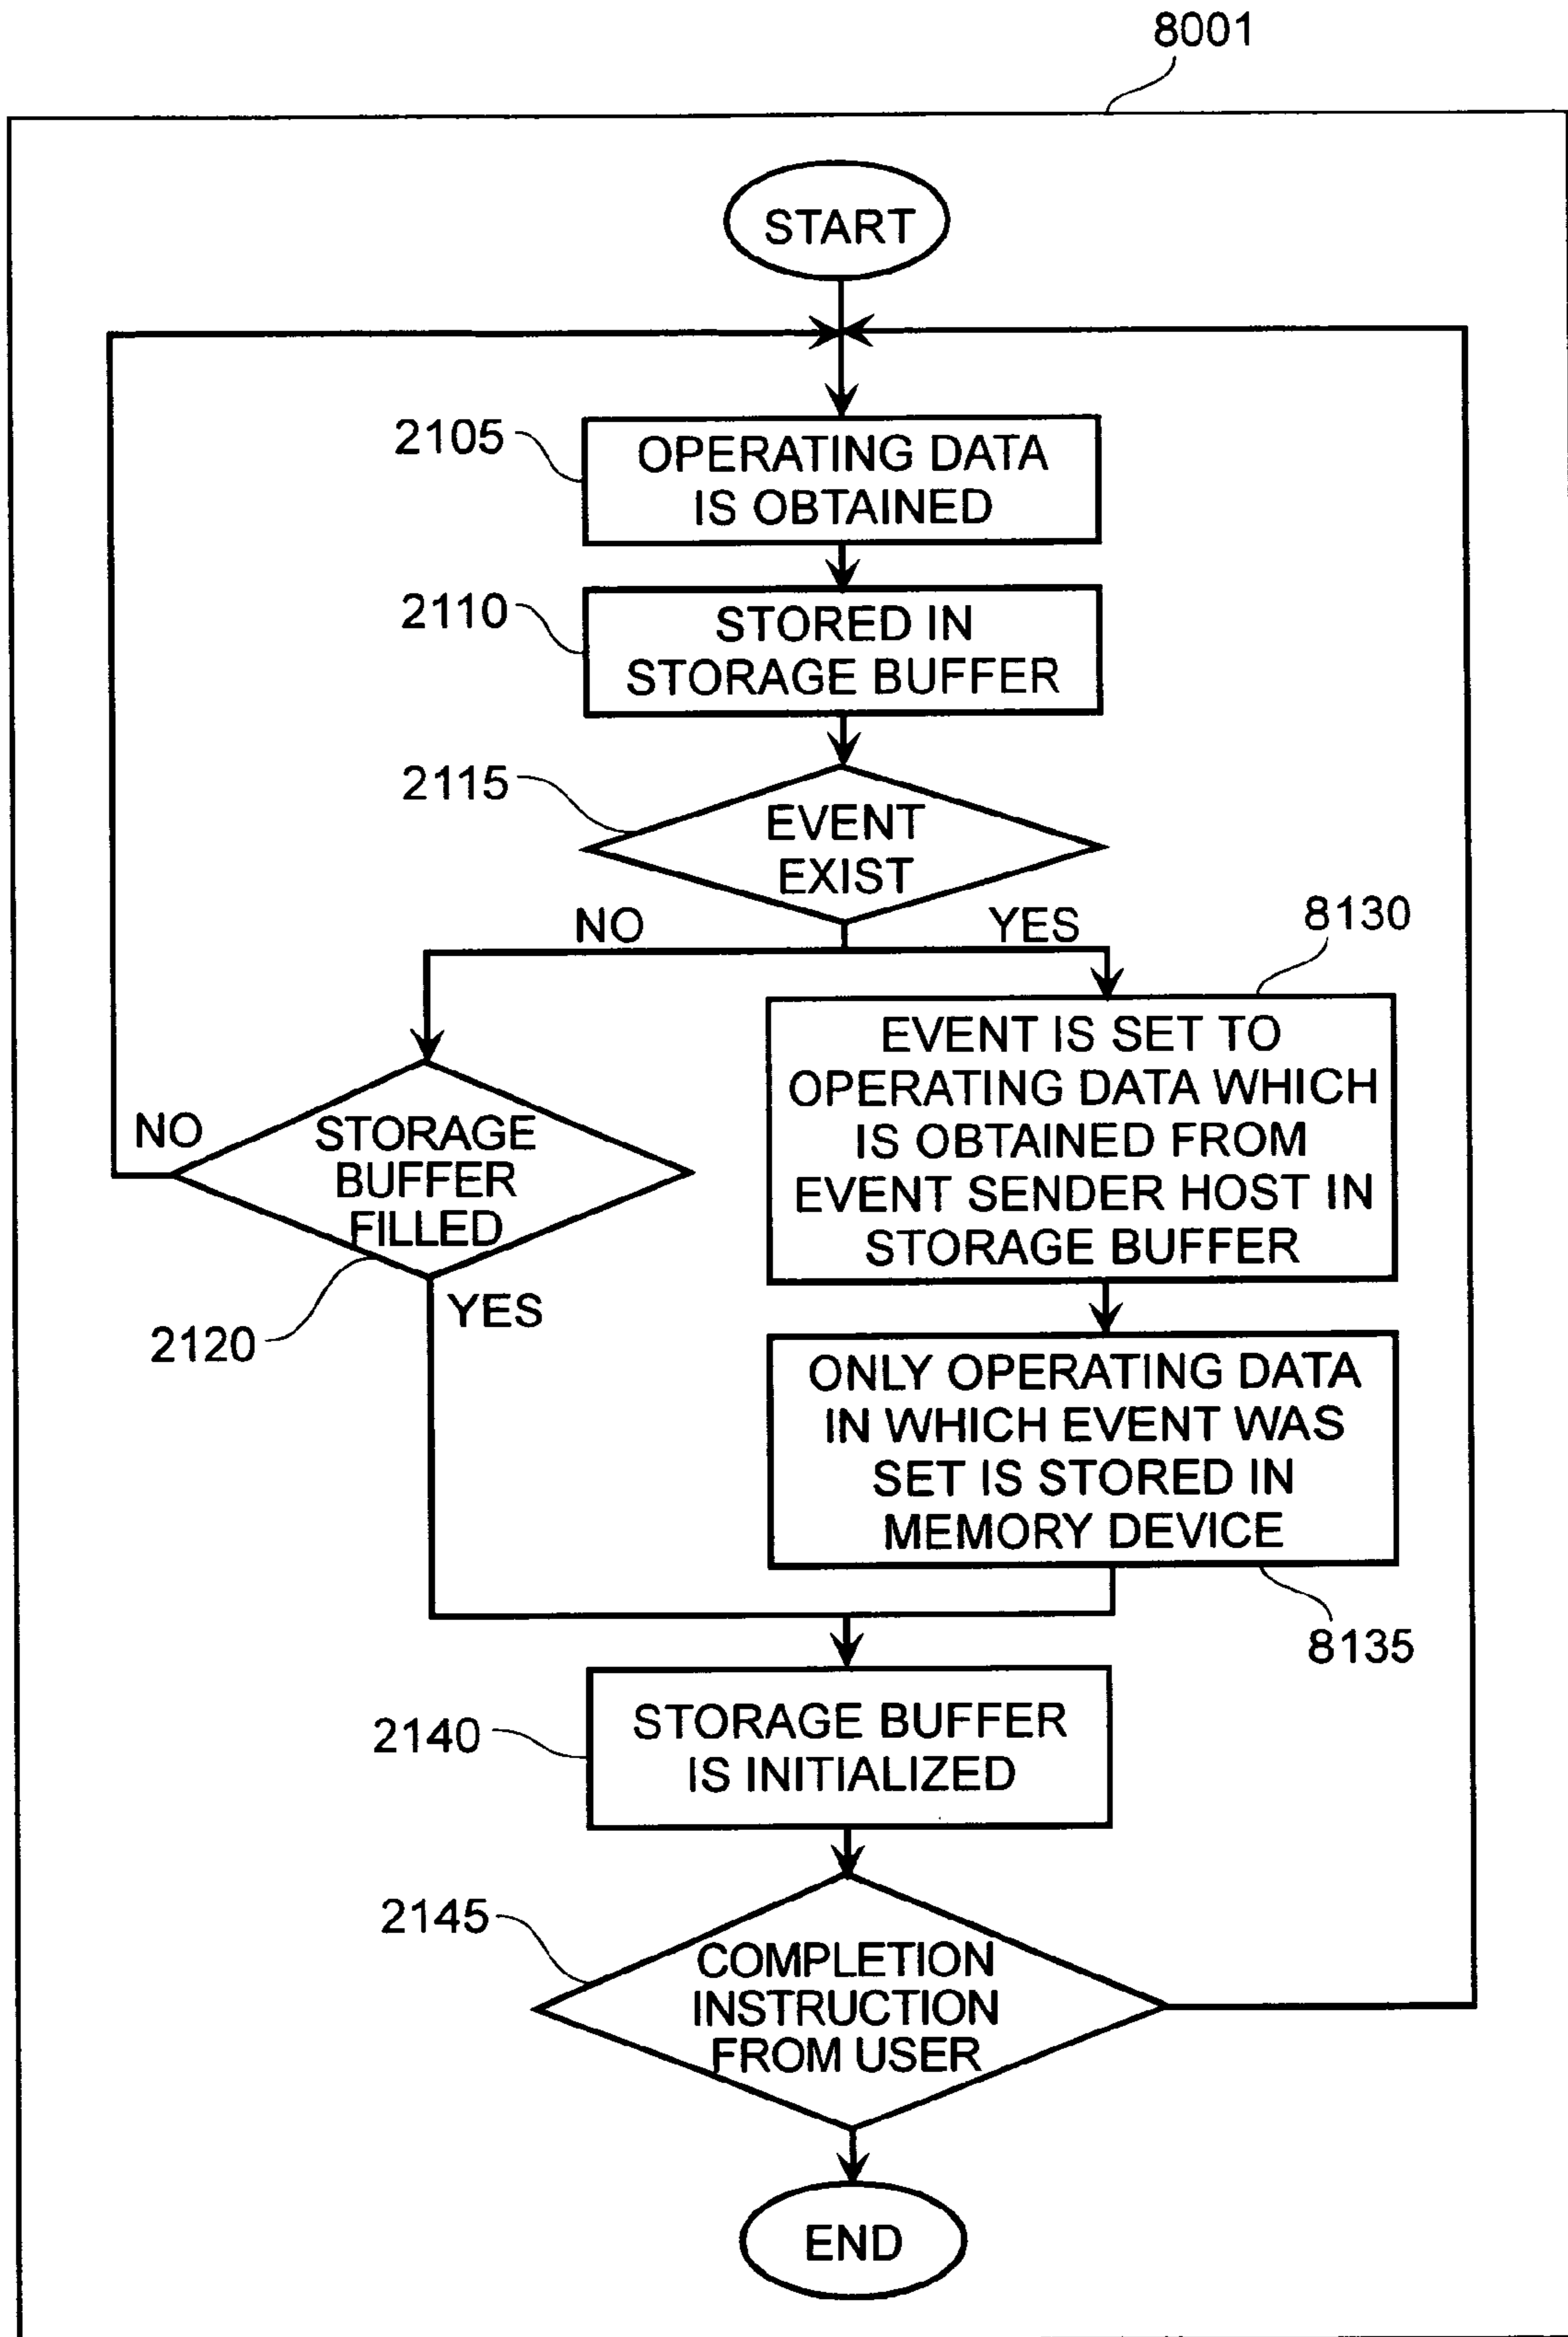 8001
START
2105
OPERATING DATA
IS OBTAINED
2110
STORED IN
STORAGE BUFFER
2115
EVENT
EXIST
NO
YES
8130
EVENT IS SET TO
OPERATING DATA WHICH
IS OBTAINED FROM
EVENT SENDER HOST IN
STORAGE BUFFER
NO
STORAGE
BUFFER
FILLED
YES
2120
ONLY OPERATING DATA
IN WHICH EVENT WAS
SET IS STORED IN
MEMORY DEVICE
8135
2140
STORAGE BUFFER
IS INITIALIZED
2145
COMPLETION
INSTRUCTION
FROM USER
END